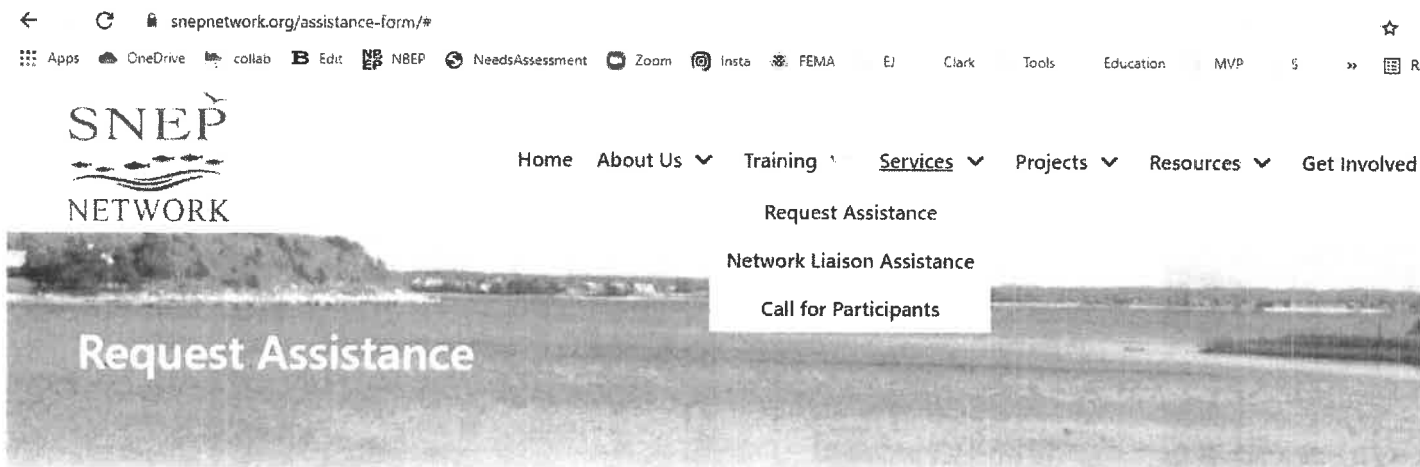 snepnetwork.org/assistance-form/#
Apps OneDrive collab B Edit NB EP NBEP NeedsAssessment Zoom Insta FEMA EJ Clark Tools Education MVP S » R
SNEP
NETWORK
Home About Us Training Services Projects Resources Get Involved
Request Assistance
Network Liaison Assistance
Call for Participants
Request Assistance